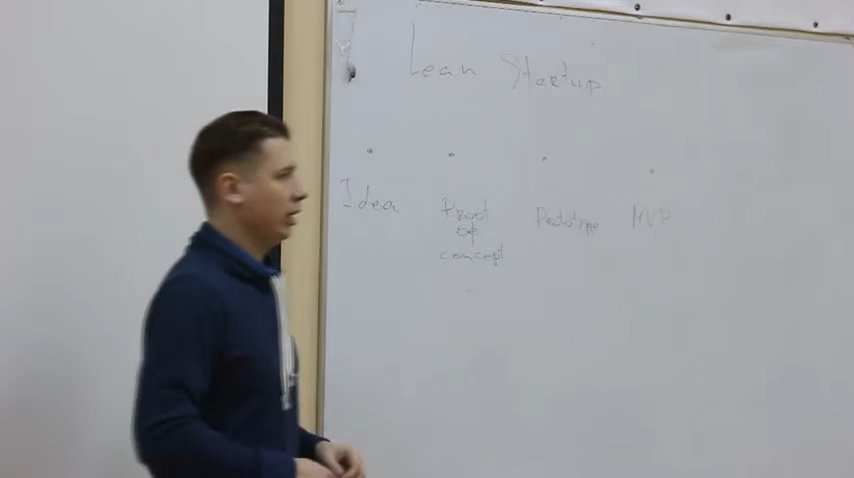 Lean Startup
Idea
Proof
of
concept
Prototype
MVP